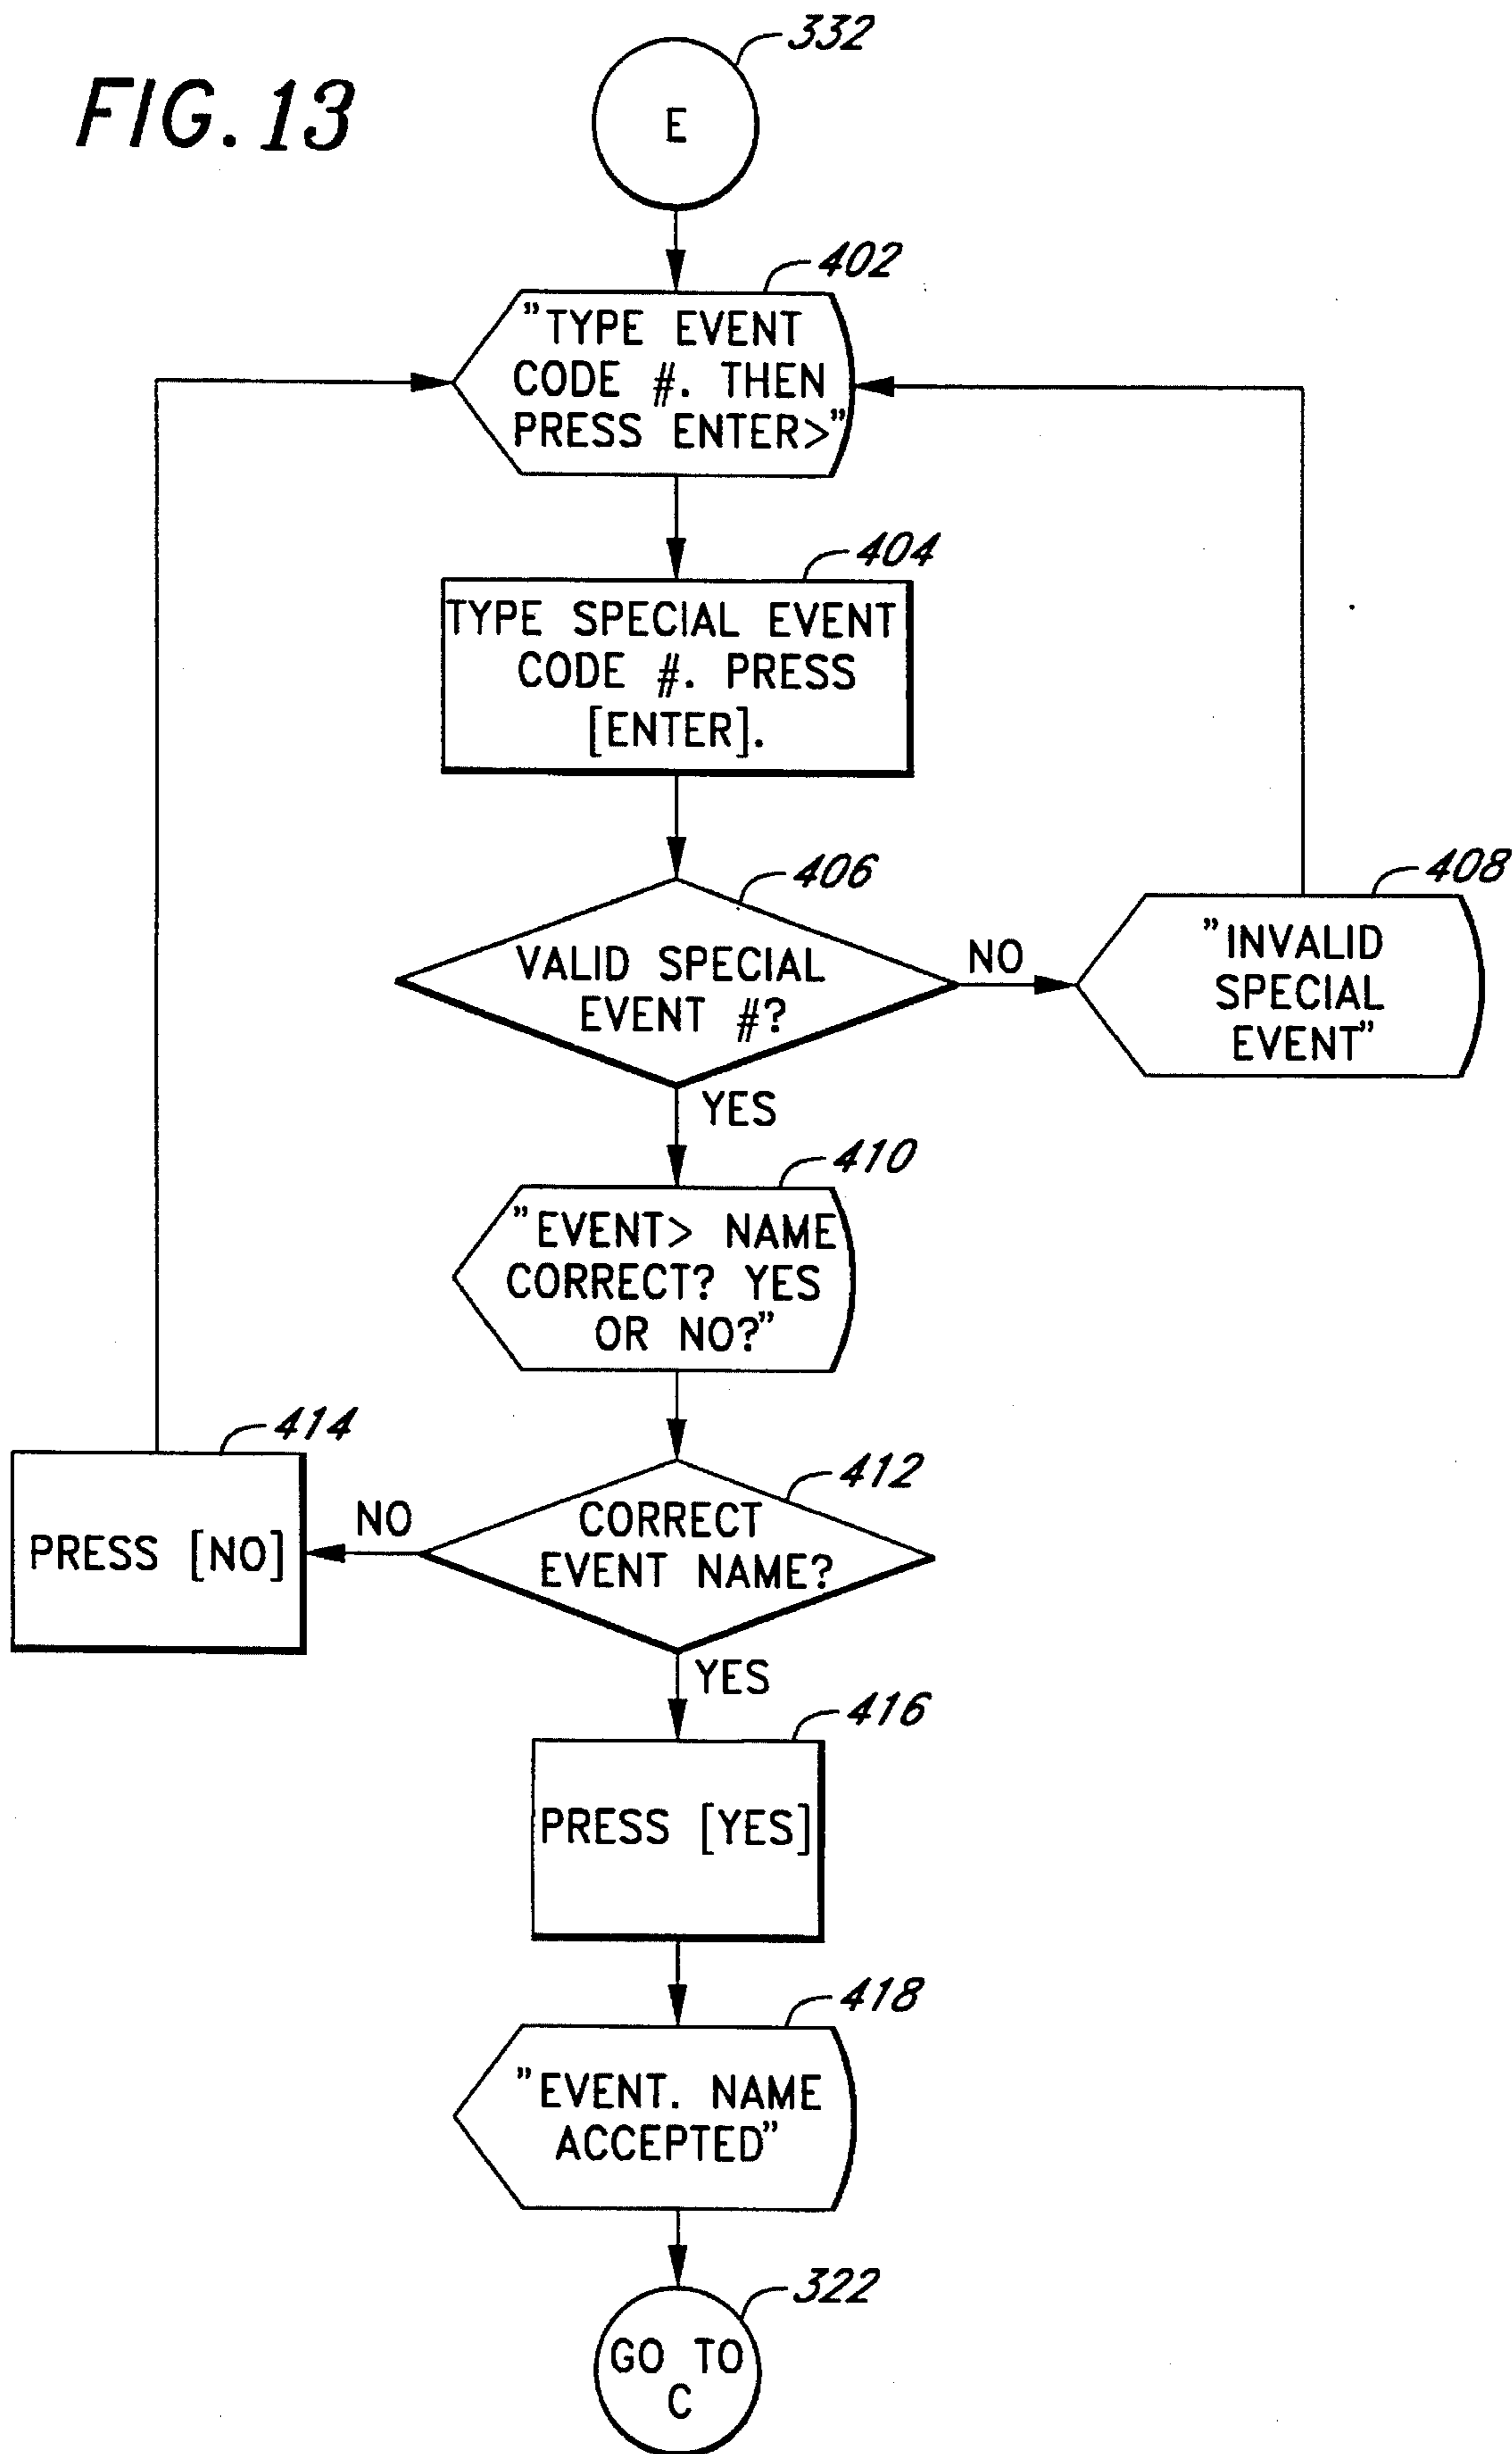 FIG. 13
332
E
402
"TYPE EVENT
CODE #. THEN
PRESS ENTER>"
404
TYPE SPECIAL EVENT
CODE #. PRESS
[ENTER].
406
VALID SPECIAL
EVENT #?
NO
408
"INVALID
SPECIAL
EVENT"
YES
410
"EVENT> NAME
CORRECT? YES
OR NO?"
412
CORRECT
EVENT NAME?
NO
414
PRESS [NO]
YES
416
PRESS [YES]
418
"EVENT. NAME
ACCEPTED"
322
GO TO
C